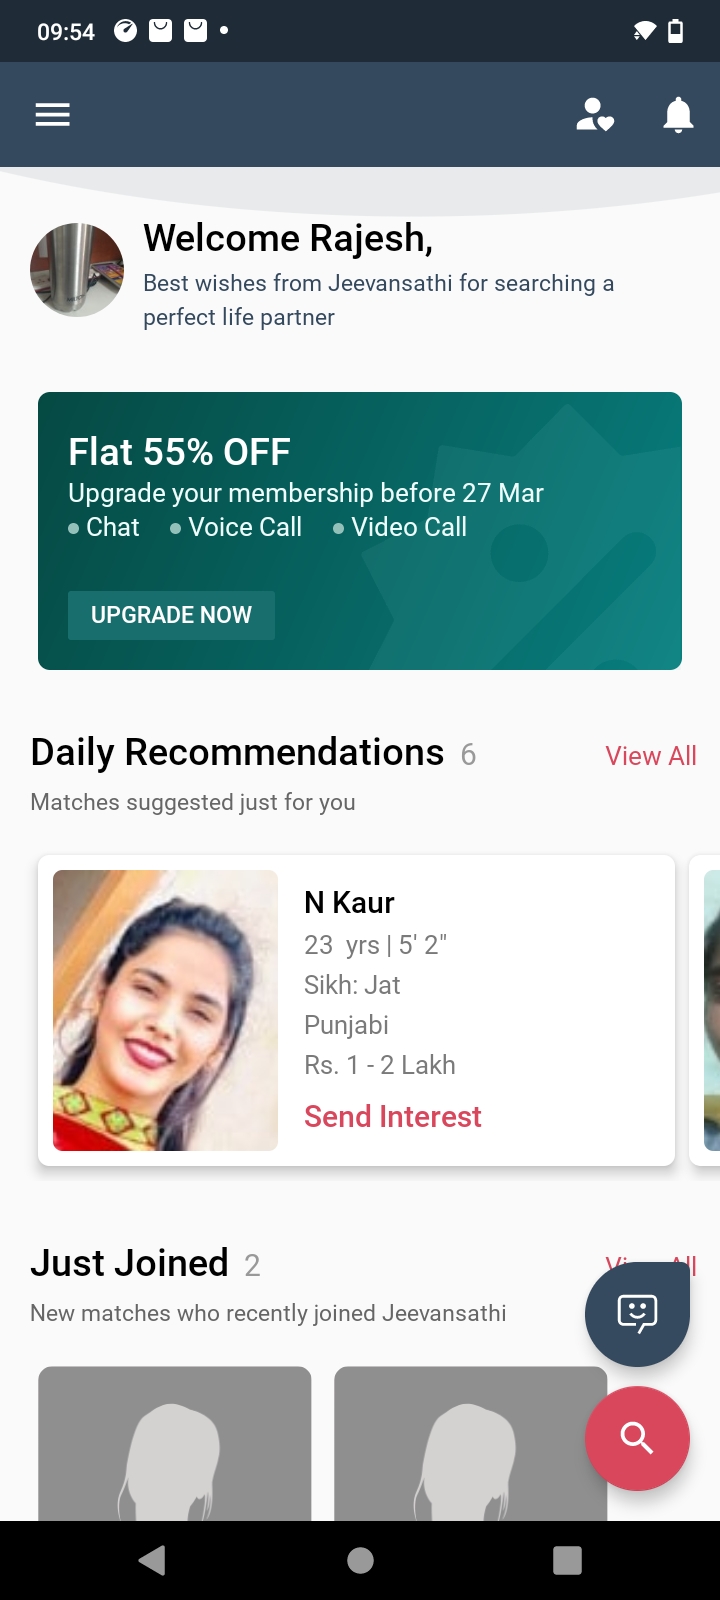 09:54
Welcome Rajesh,
Best wishes from Jeevansathi for searching a
perfect life partner
Flat 55% OFF
Upgrade your membership before 27 Mar
Chat Voice Call Video Call
UPGRADE NOW
Daily Recommendations 6 View All
Matches suggested just for you
N Kaur
23 yrs | 5' 2"
Sikh: Jat
Punjabi
Rs. 1 - 2 Lakh
Send Interest
Just Joined 2 View All
New matches who recently joined Jeevansathi